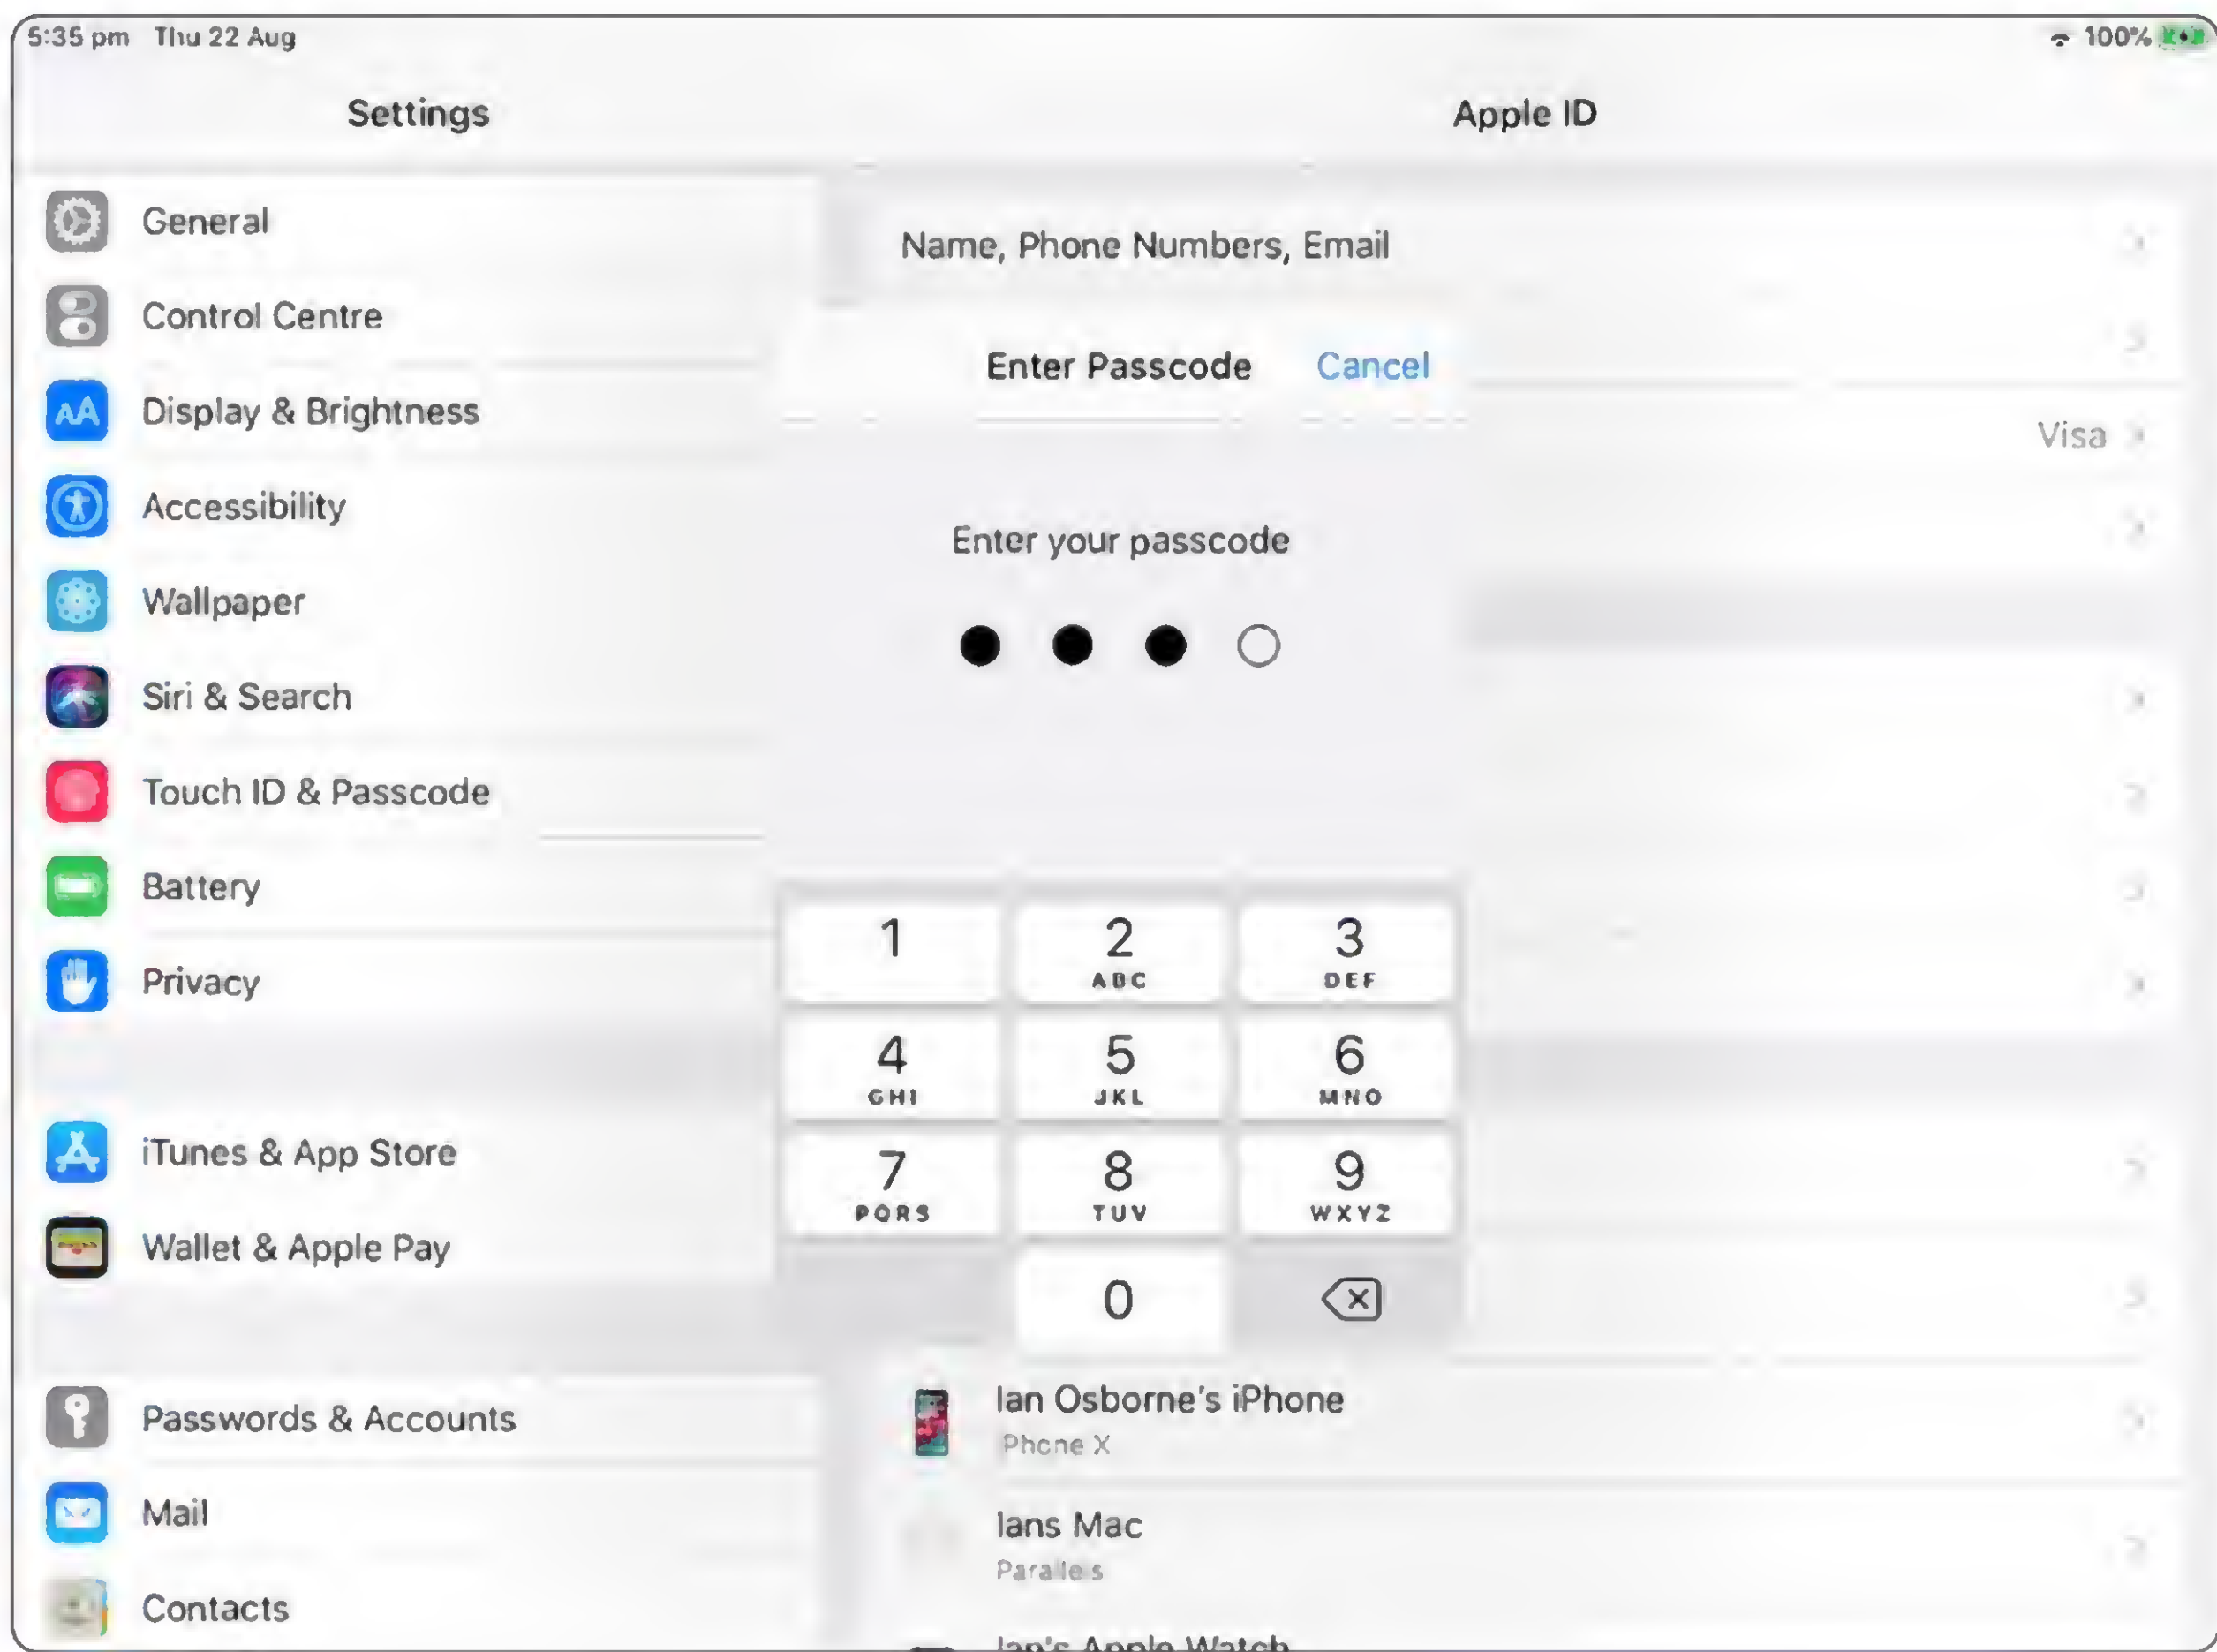 5:35 pm Thu 22 Aug
100%
Settings
Apple ID
General
Control Centre
Display & Brightness
Accessibility
Wallpaper
Siri & Search
Touch ID & Passcode
Battery
Privacy
iTunes & App Store
Wallet & Apple Pay
Passwords & Accounts
Mail
Contacts
Name, Phone Numbers, Email
Visa
Enter Passcode Cancel
Enter your passcode
1 2 3
ABC DEF
4 5 6
GHI JKL MNO
7 8 9
PQRS TUV WXYZ
0
Ian Osborne's iPhone
Phone X
Ians Mac
Parallels
Ian's Apple Watch